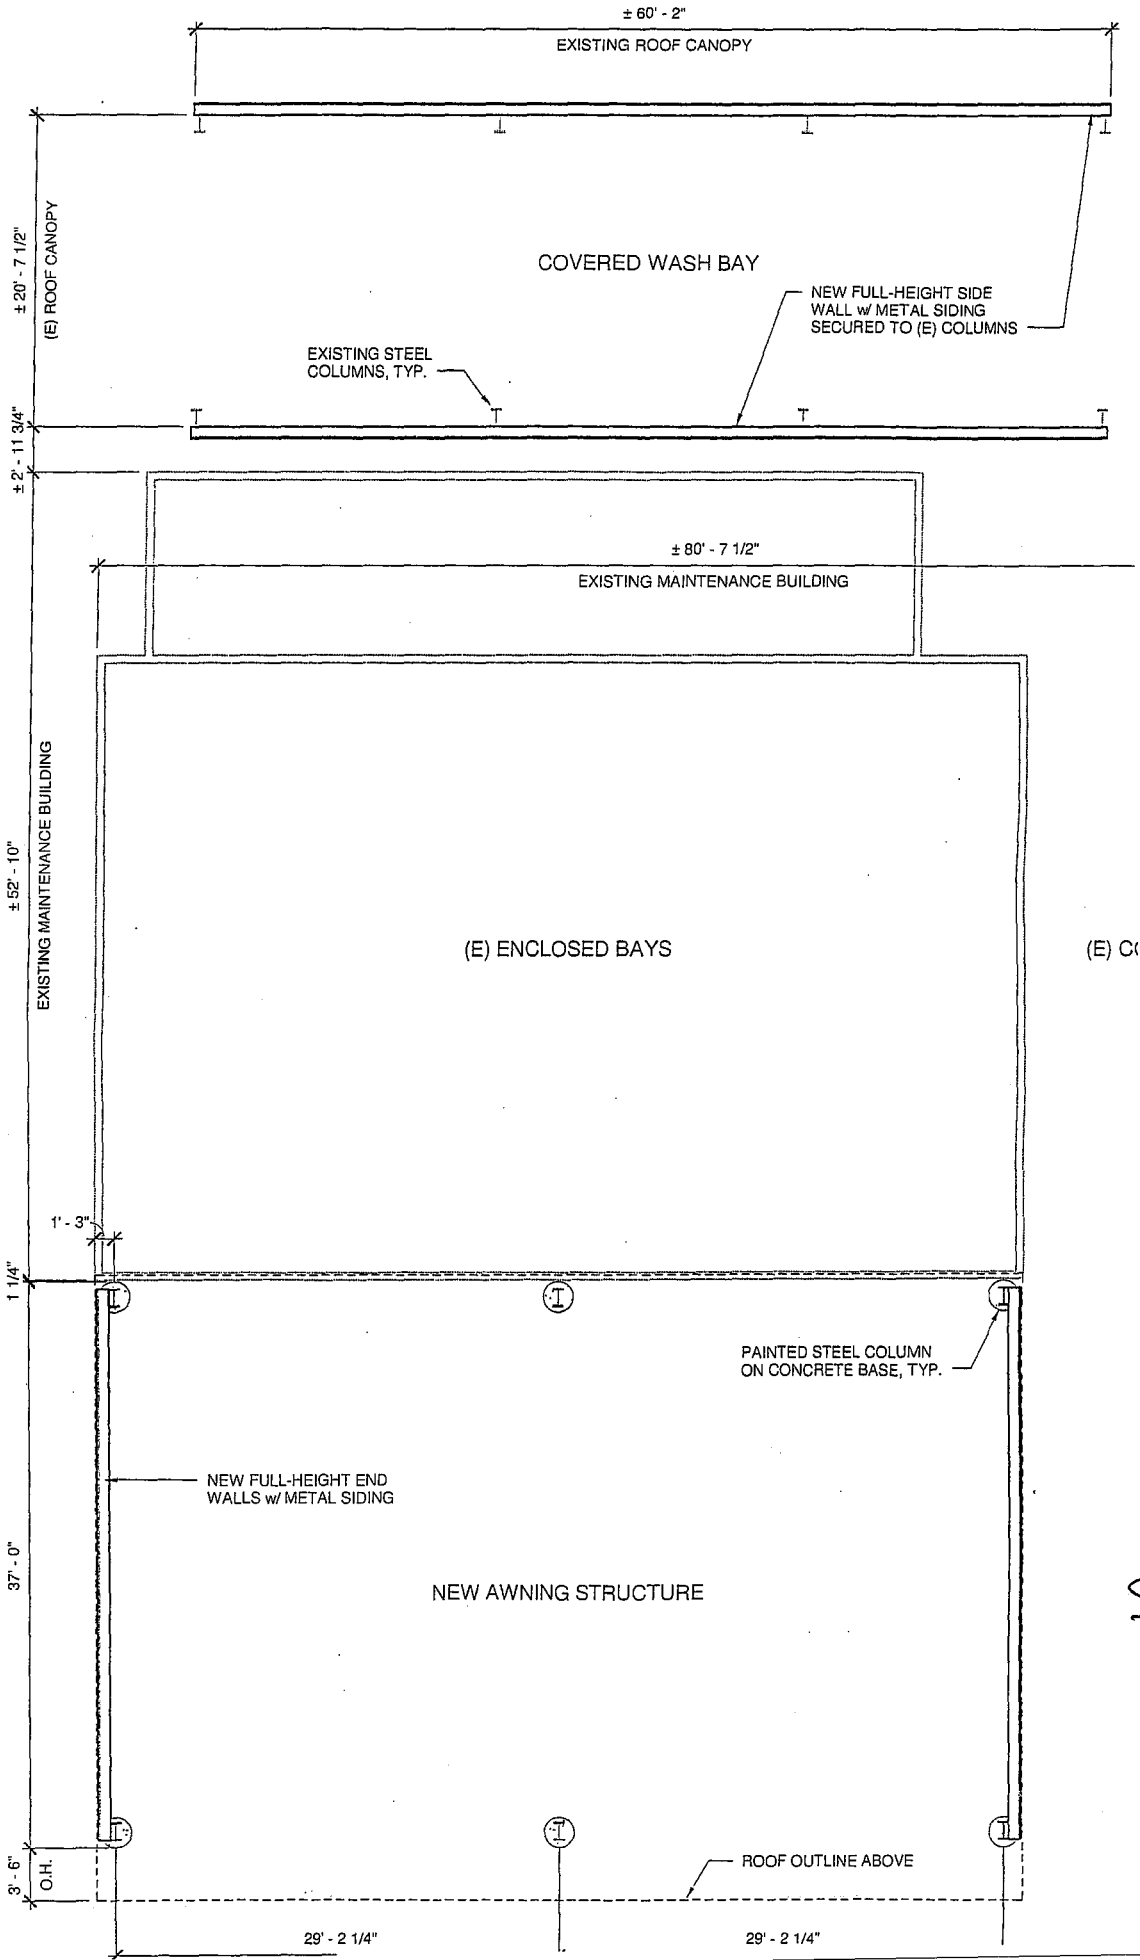 ± 60' - 2"
EXISTING ROOF CANOPY
± 20' - 7 1/2"
(E) ROOF CANOPY
COVERED WASH BAY
NEW FULL-HEIGHT SIDE
WALL w/ METAL SIDING
SECURED TO (E) COLUMNS
EXISTING STEEL
COLUMNS, TYP.
± 2' - 11 3/4"
± 80' - 7 1/2"
EXISTING MAINTENANCE BUILDING
± 52' - 10"
EXISTING MAINTENANCE BUILDING
(E) ENCLOSED BAYS
(E) CO
1' - 3"
1 1/4"
PAINTED STEEL COLUMN
ON CONCRETE BASE, TYP.
NEW FULL-HEIGHT END
WALLS w/ METAL SIDING
37' - 0"
NEW AWNING STRUCTURE
3' - 6"
O.H.
ROOF OUTLINE ABOVE
29' - 2 1/4"
29' - 2 1/4"